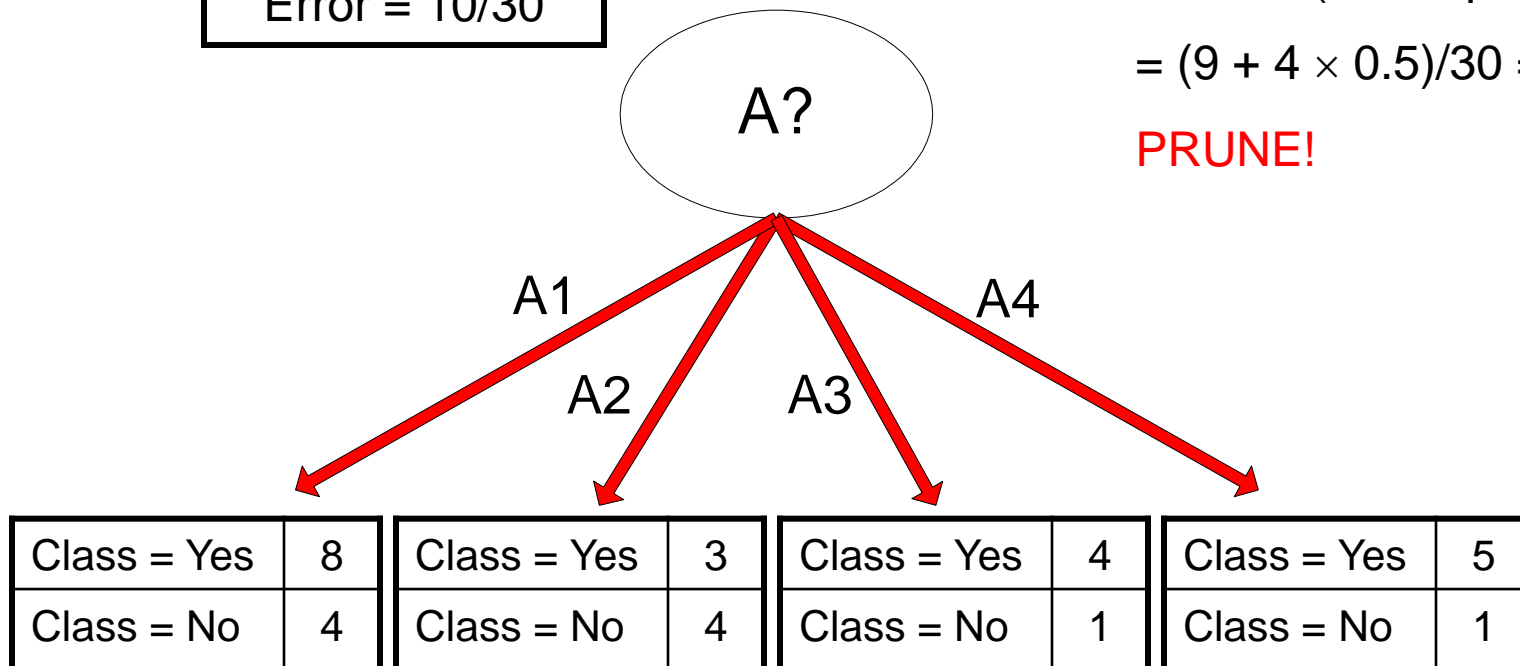 Error = 10/30
= (9 + 4 × 0.5)/30
A?
PRUNE!
A1
A4
A2
A3
Class = Yes 8
Class = No 4
Class = Yes 3
Class = No 4
Class = Yes 4
Class = No 1
Class = Yes 5
Class = No 1